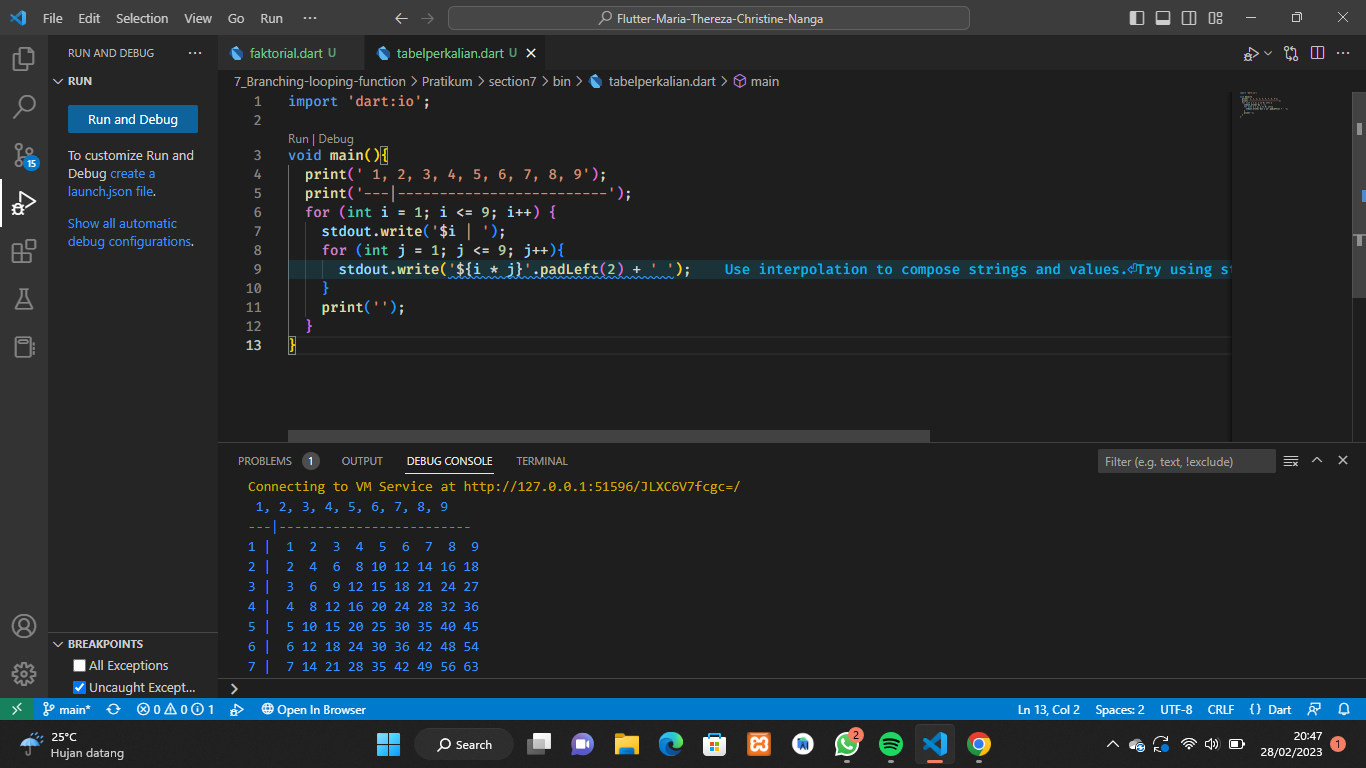 File Edit Selection View Go Run ···
Flutter-Maria-Thereza-Christine-Nanga
RUN AND DEBUG ···
RUN
Run and Debug
To customize Run and
Debug create a
launch.json file.
Show all automatic
debug configurations.
15
BREAKPOINTS
All Exceptions
Uncaught Except...
faktorial.dart U
tabelperkalian.dart U
7_Branching-looping-function > Pratikum > section7 > bin > tabelperkalian.dart > main
1 import 'dart:io';
2
Run | Debug
3 void main(){
4 print(' 1, 2, 3, 4, 5, 6, 7, 8, 9');
5 print('---|-------------------------');
6 for (int i = 1; i <= 9; i++) {
7 stdout.write('$i | ');
8 for (int j = 1; j <= 9; j++){
9 stdout.write('${i * j}'.padLeft(2) + ' '); Use interpolation to compose strings and values.⏎Try using st
10 }
11 print('');
12 }
13 }
PROBLEMS 1 OUTPUT DEBUG CONSOLE TERMINAL
Filter (e.g. text, !exclude)
Connecting to VM Service at http://127.0.0.1:51596/JLXC6V7fcgc=/
1, 2, 3, 4, 5, 6, 7, 8, 9
---|-------------------------
1 | 1 2 3 4 5 6 7 8 9
2 | 2 4 6 8 10 12 14 16 18
3 | 3 6 9 12 15 18 21 24 27
4 | 4 8 12 16 20 24 28 32 36
5 | 5 10 15 20 25 30 35 40 45
6 | 6 12 18 24 30 36 42 48 54
7 | 7 14 21 28 35 42 49 56 63
main* 0 0 1 Open In Browser Ln 13, Col 2 Spaces: 2 UTF-8 CRLF {} Dart
25°C
Hujan datang
Search
2
20:47
28/02/2023
1